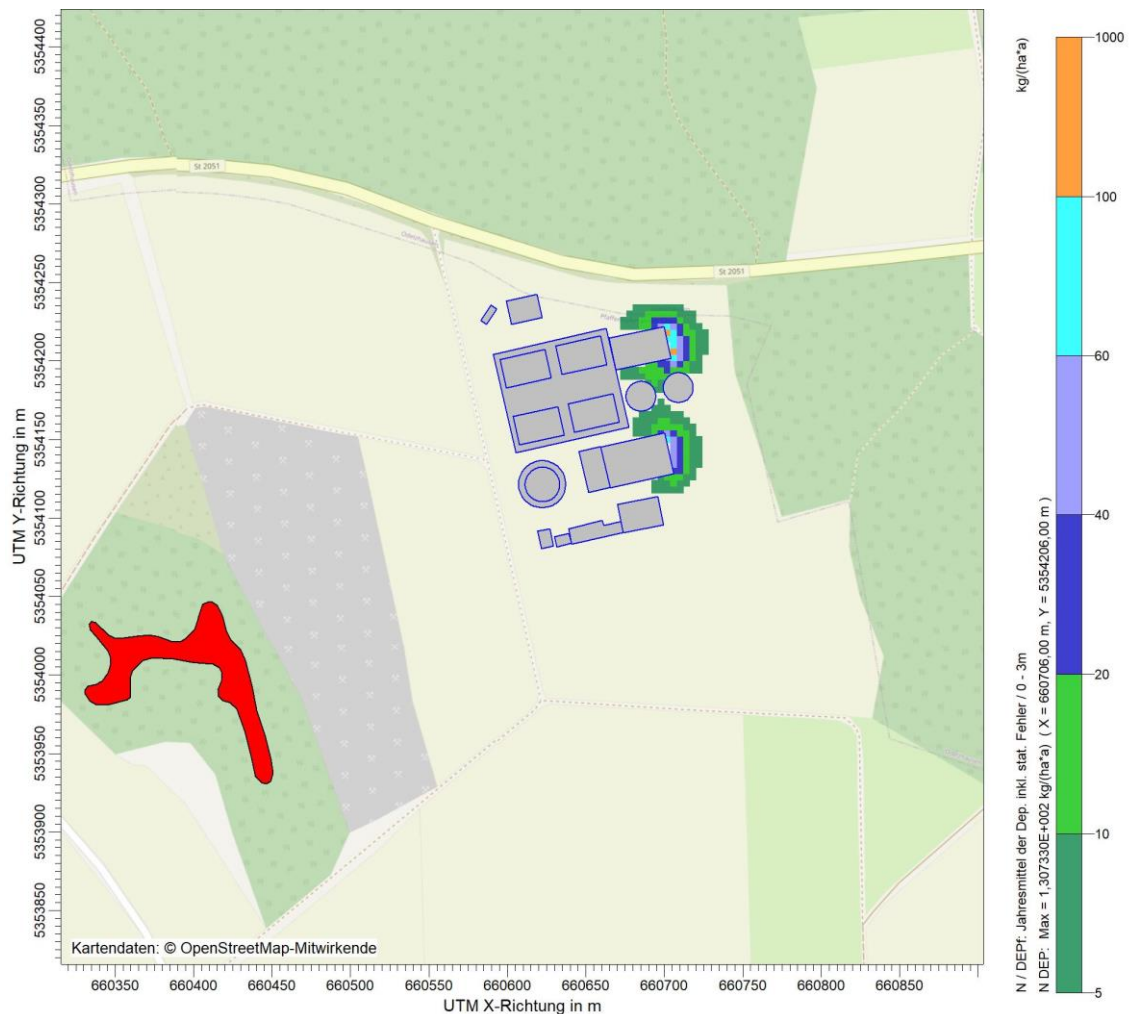 5354400
5354350
5354300
5354250
5354200
5354150
5354100
5354050
5354000
5353950
5353900
5353850
UTM Y-Richtung in m
St 2051
St 2051
Kartendaten: © OpenStreetMap-Mitwirkende
660350 660400 660450 660500 660550 660600 660650 660700 660750 660800 660850
UTM X-Richtung in m
kg/(ha*a)
N / DEPf: Jahresmittel der Dep. inkl. stat. Fehler / 0 - 3m
N DEP: Max = 1,307330E+002 kg/(ha*a) ( X = 660706,00 m, Y = 5354206,00 m )
1000
100
60
40
20
10
5